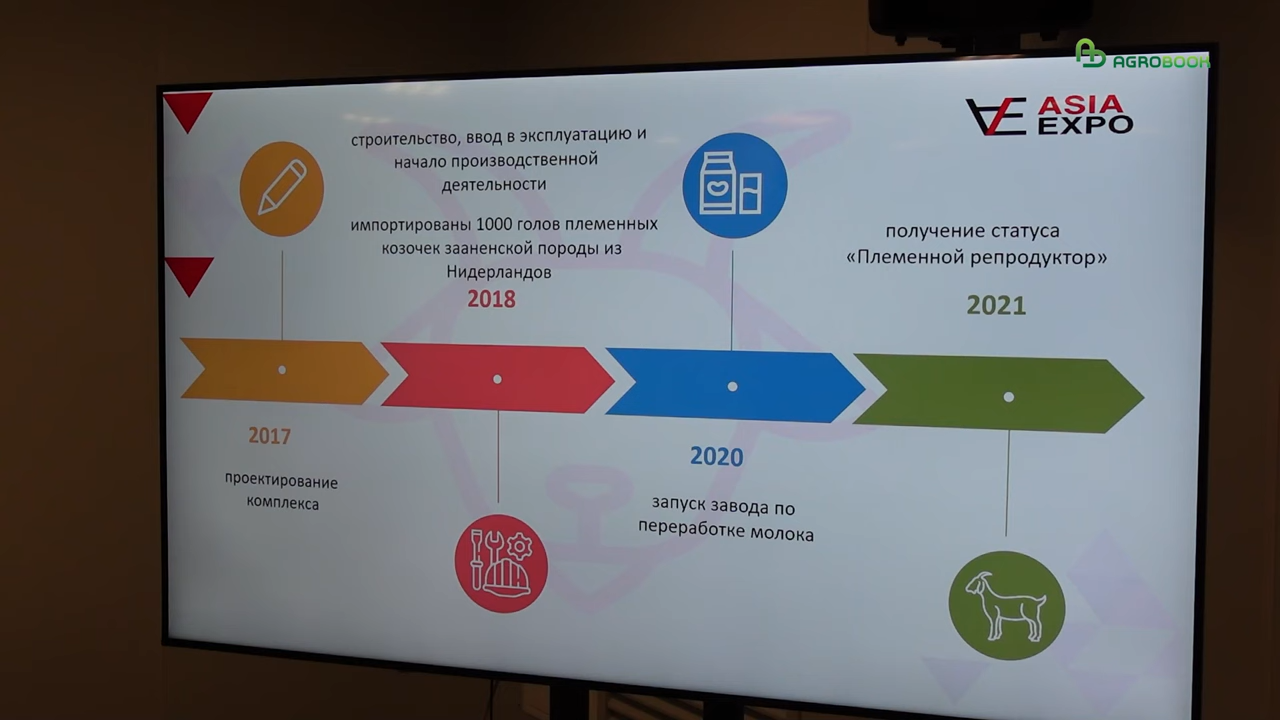 AGROBOOK
ASIA
EXPO
строительство, ввод в эксплуатацию и
начало производственной
деятельности
импортированы 1000 голов племенных
козочек зааненской породы из
Нидерландов
2018
получение статуса
«Племенной репродуктор»
2021
2017
проектирование
комплекса
2020
запуск завода по
переработке молока